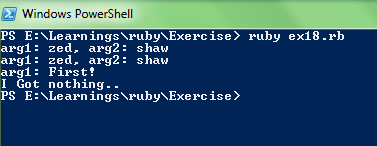 Windows PowerShell
PS E:\Learnings\ruby\Exercise> ruby ex18.rb
arg1: zed, arg2: shaw
arg1: zed, arg2: shaw
arg1: First!
I Got nothing..
PS E:\Learnings\ruby\Exercise>